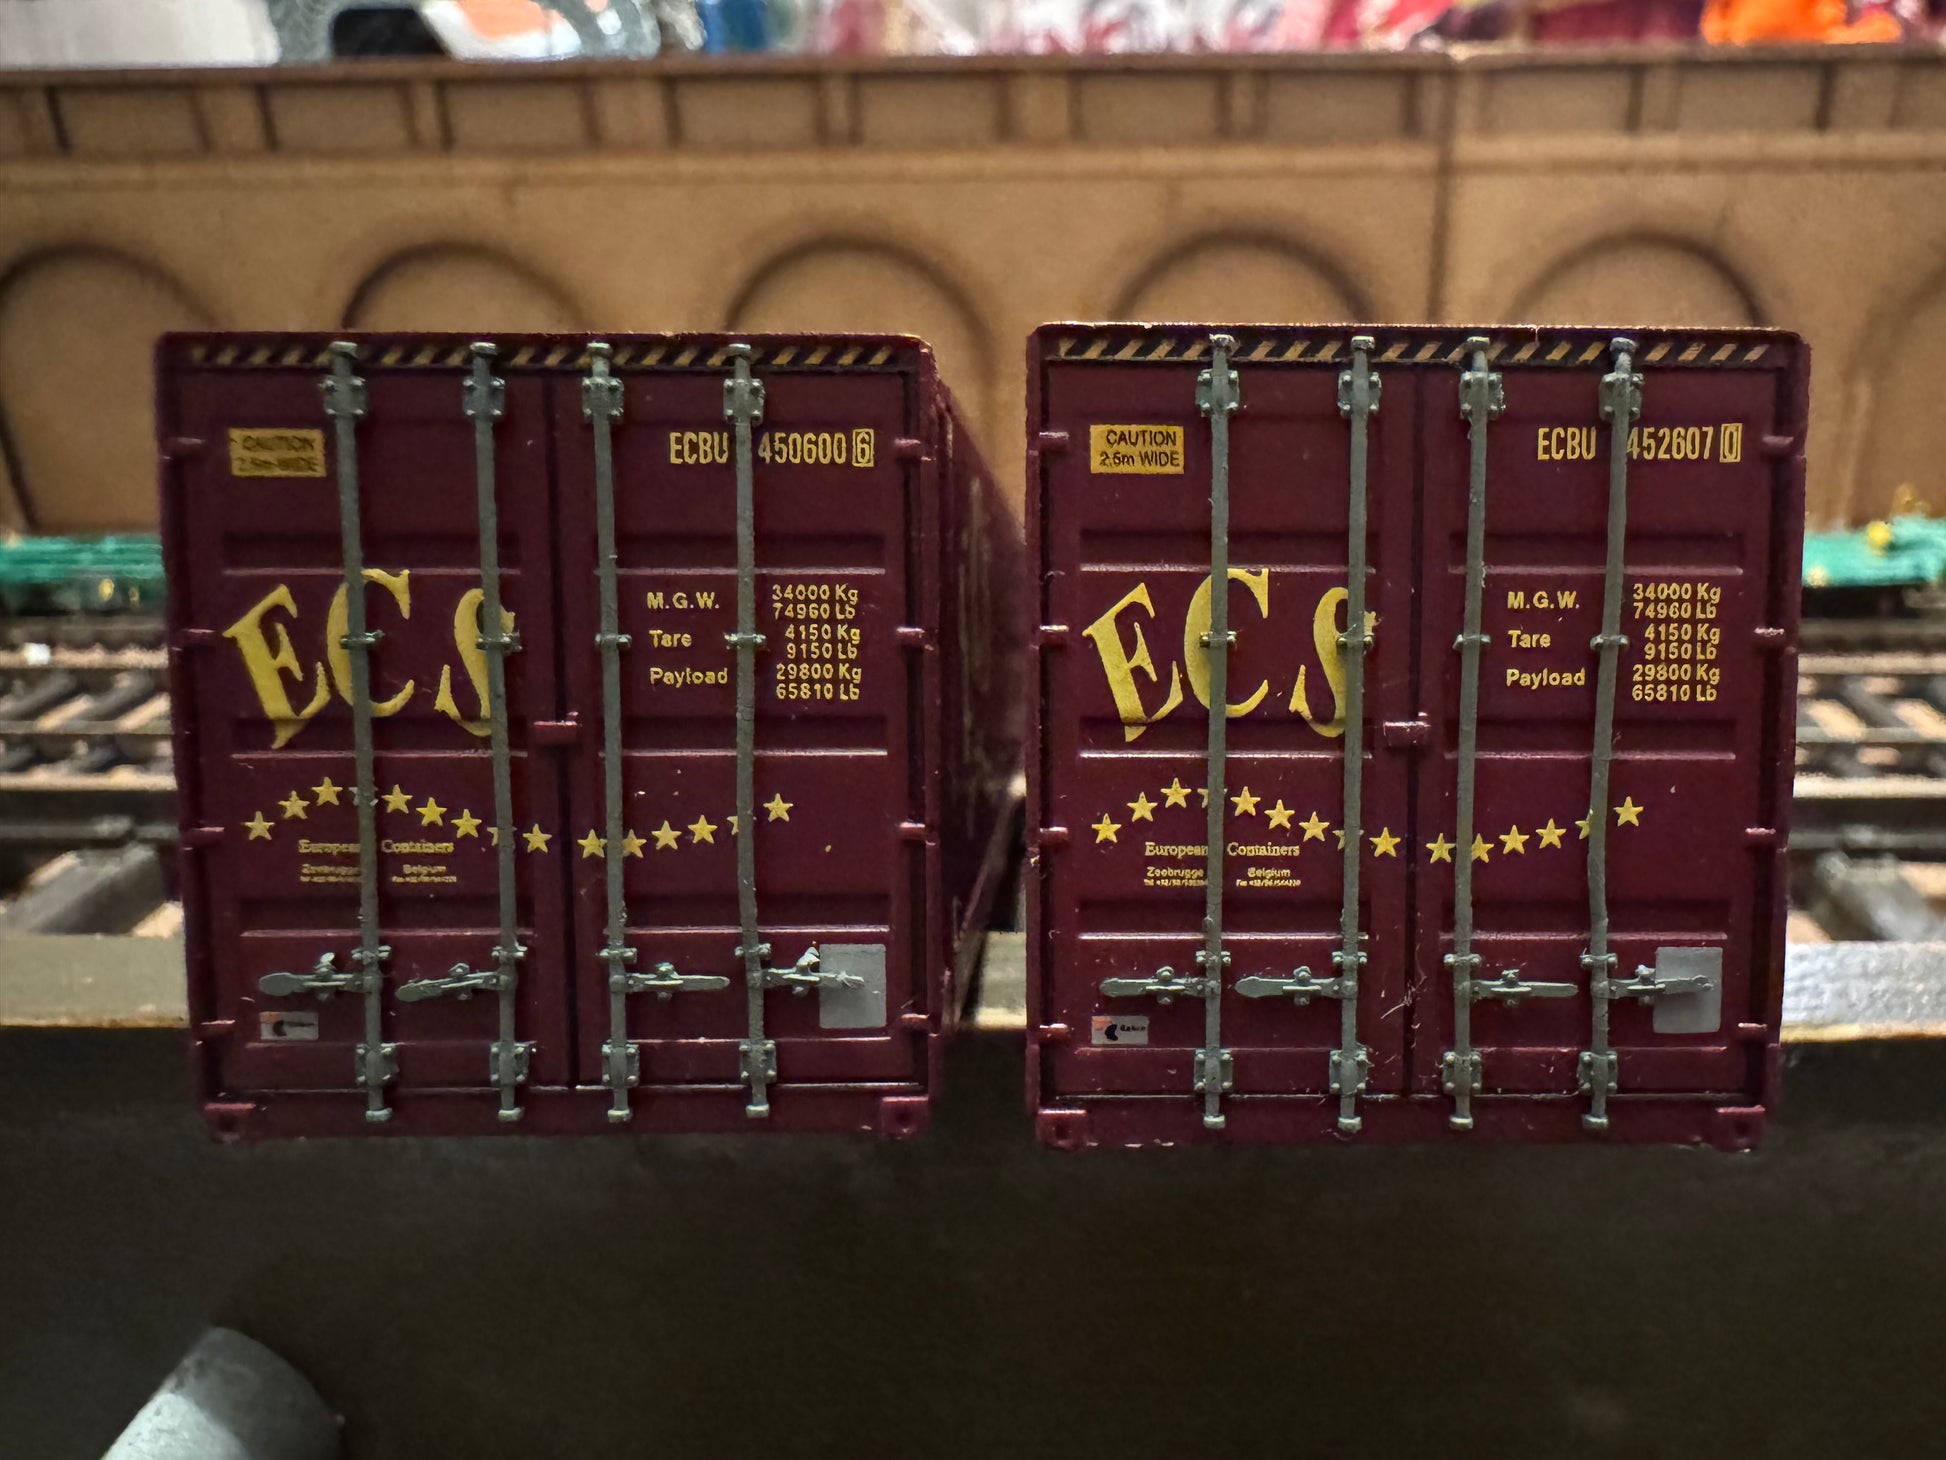 CAUTION
2.5m WIDE
ECBU 450600 6
ECS
M.G.W. 34000 Kg
74960 Lb
Tare 4150 Kg
9150 Lb
Payload 29800 Kg
65810 Lb
European Containers
Zeebrugge Belgium
CAUTION
2.5m WIDE
ECBU 452607 0
ECS
M.G.W. 34000 Kg
74960 Lb
Tare 4150 Kg
9150 Lb
Payload 29800 Kg
65810 Lb
European Containers
Zeebrugge Belgium